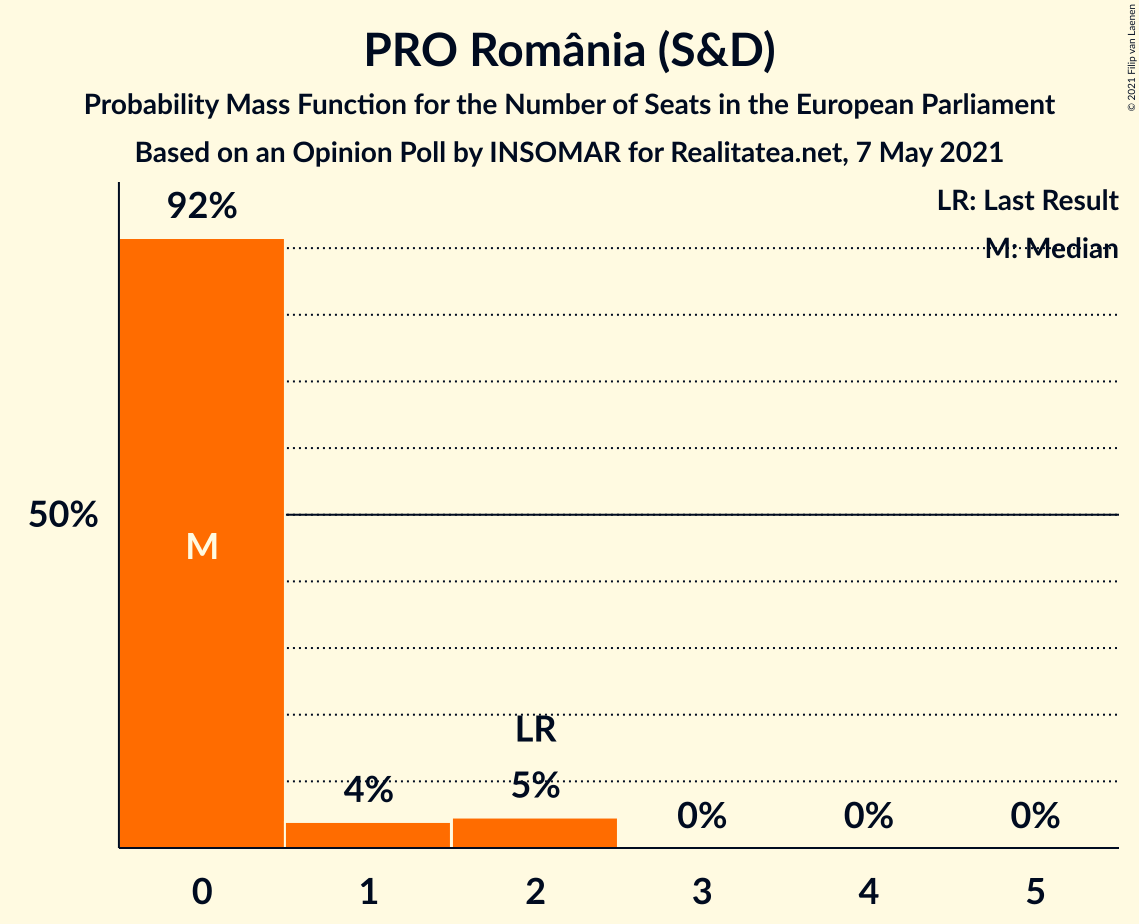 PRO România (S&D)
Probability Mass Function for the Number of Seats in the European Parliament
Based on an Opinion Poll by INSOMAR for Realitatea.net, 7 May 2021
© 2021 Filip van Laenen
LR: Last Result
M: Median
92%
50%
M
LR
4%
5%
0%
0%
0%
0
1
2
3
4
5